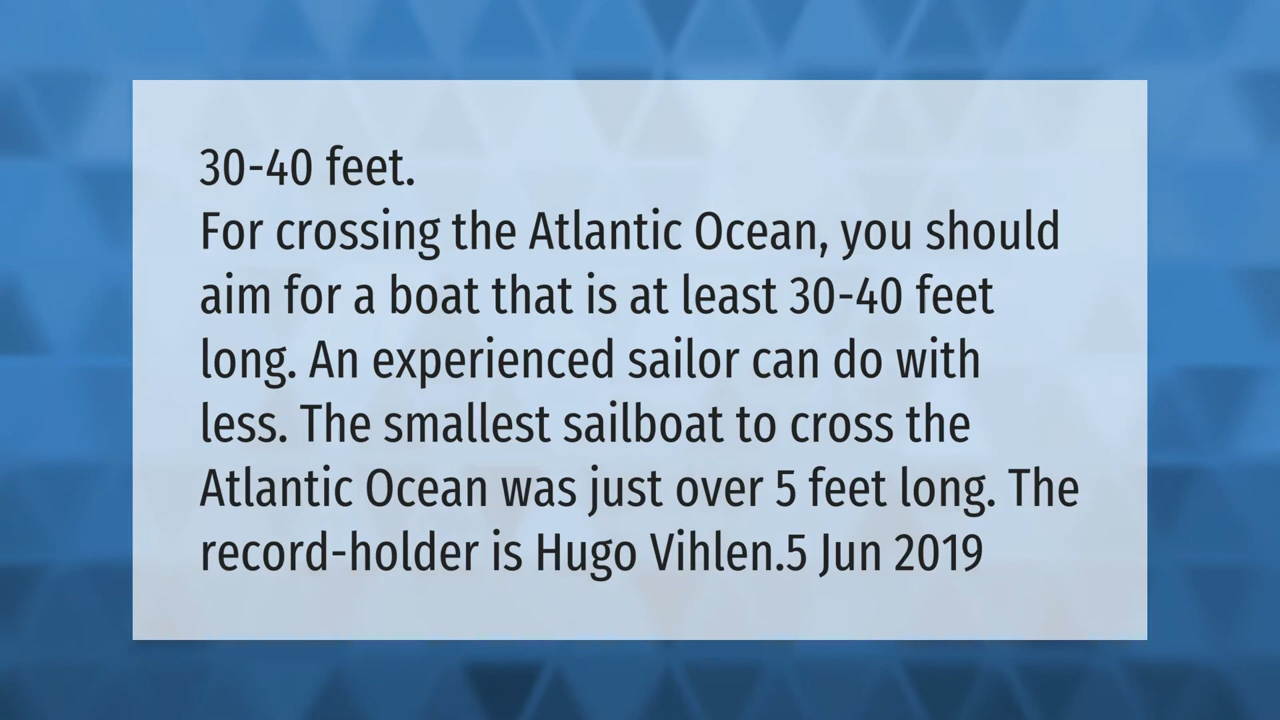 30-40 feet.
For crossing the Atlantic Ocean, you should
aim for a boat that is at least 30-40 feet
long. An experienced sailor can do with
less. The smallest sailboat to cross the
Atlantic Ocean was just over 5 feet long. The
record-holder is Hugo Vihlen.5 Jun 2019